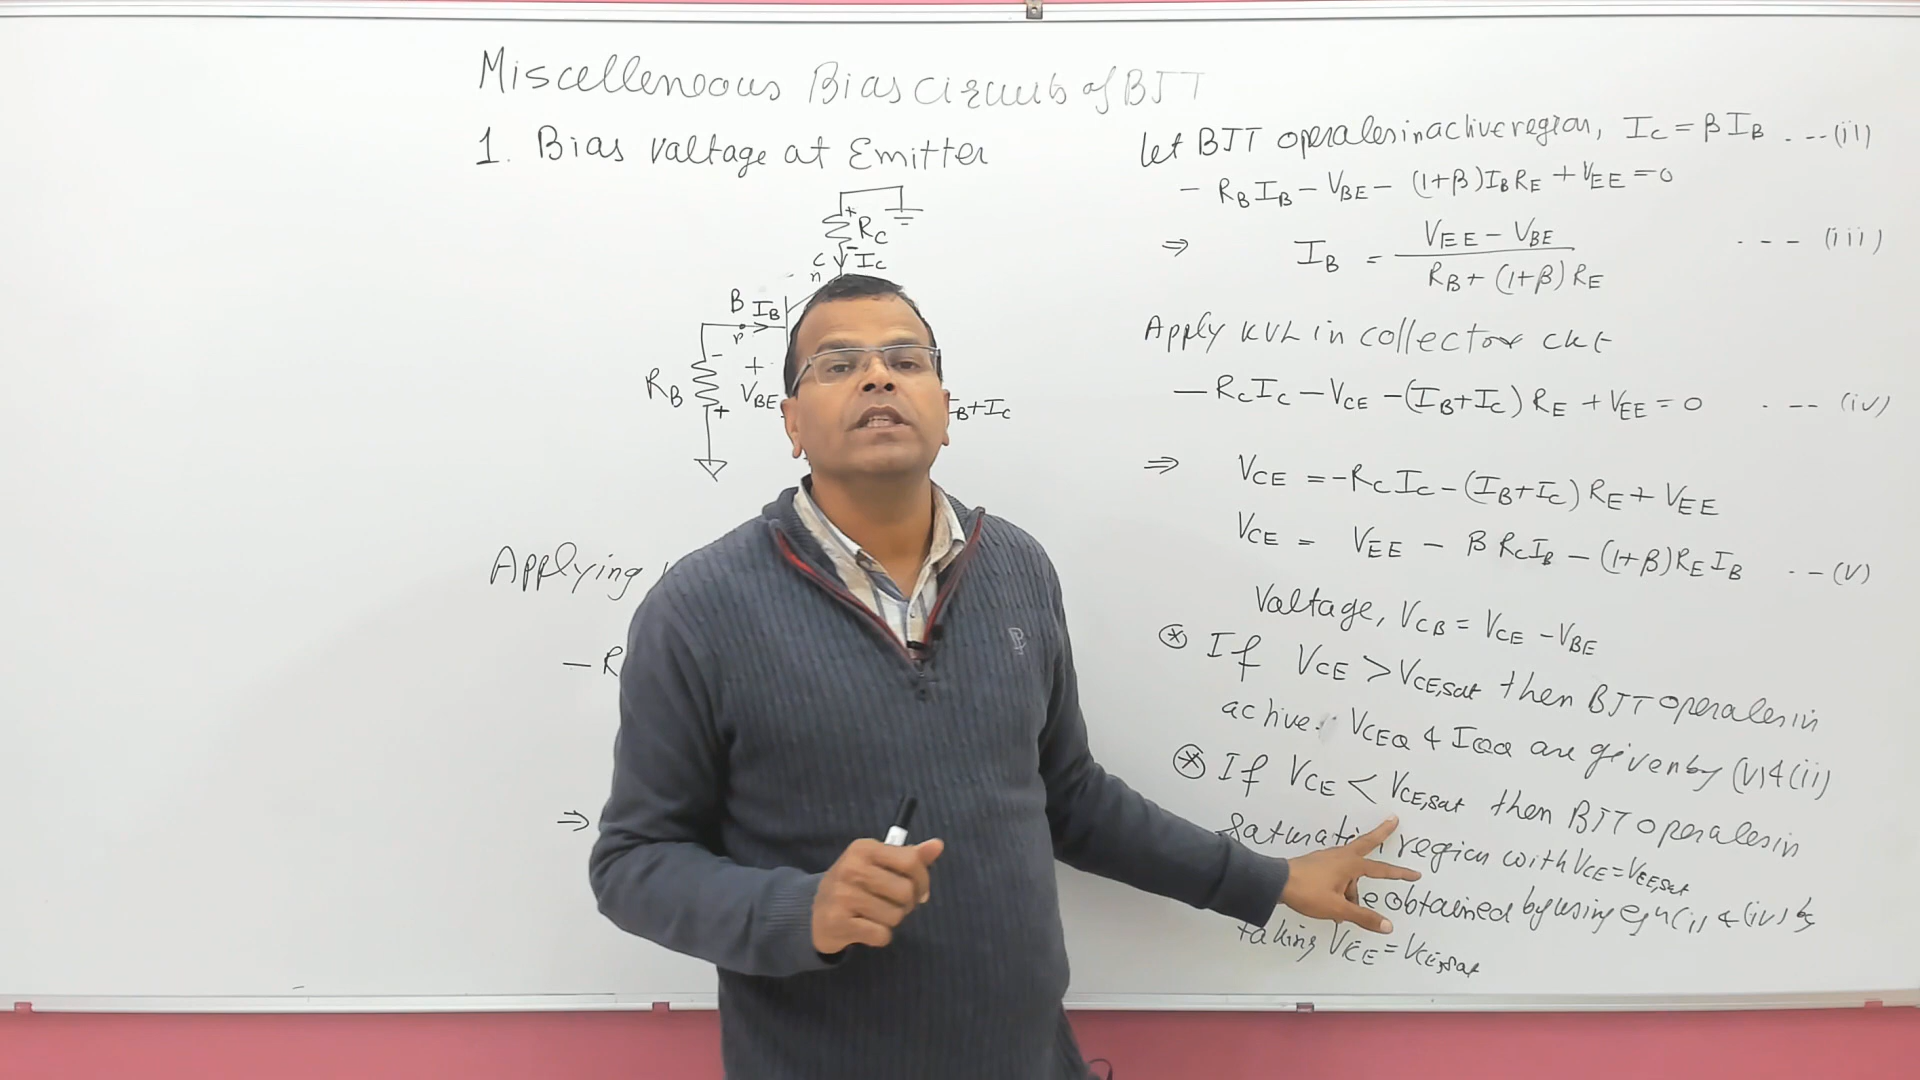 Miscellenoous Bias circuits of BJT
1. Bias Valtage at Emitter
RC
C IC
n
B IB
P
RB
+
VBE
-
+
IB+IC
Applying
- R
⇒
let BJT operates in active region, IC = βIB . --(ii)
- RBIB - VBE - (1+β)IBRE + VEE = 0
⇒ IB = (VEE - VBE) / (RB + (1+β)RE) --- (iii)
Apply KVL in collector ckt
- RCIC - VCE - (IB+IC) RE + VEE = 0 . -- (iv)
⇒ VCE = -RCIC - (IB+IC) RE + VEE
VCE = VEE - βRCIB - (1+β)REIB . --(v)
Valtage, VCB = VCE - VBE
* If VCE > VCE,sat then BJT operates in
active. VCEQ & ICQ are given by (v) & (ii)
* If VCE < VCE,sat then BJT operates in
Saturation region with VCE = VCE,sat
obtained by using eqn (i) & (iv) by
taking VCE = VCE,sat